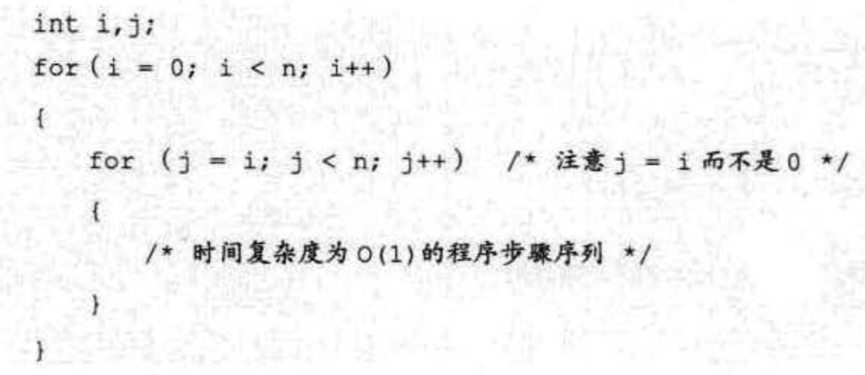 int i,j;
for(i = 0; i < n; i++)
{
for (j = i; j < n; j++) /* 注意 j = i 而不是 0 */
{
/* 时间复杂度为 O(1) 的程序步骤序列 */
}
}